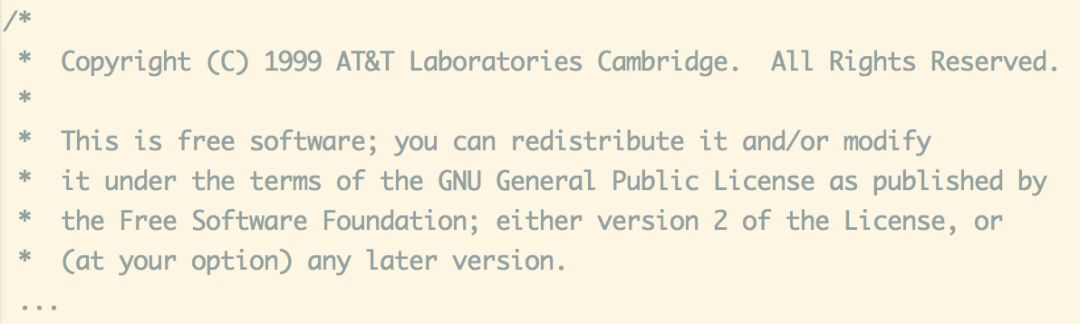 /*
 *  Copyright (C) 1999 AT&T Laboratories Cambridge.  All Rights Reserved.
 *
 *  This is free software; you can redistribute it and/or modify
 *  it under the terms of the GNU General Public License as published by
 *  the Free Software Foundation; either version 2 of the License, or
 *  (at your option) any later version.
 ...